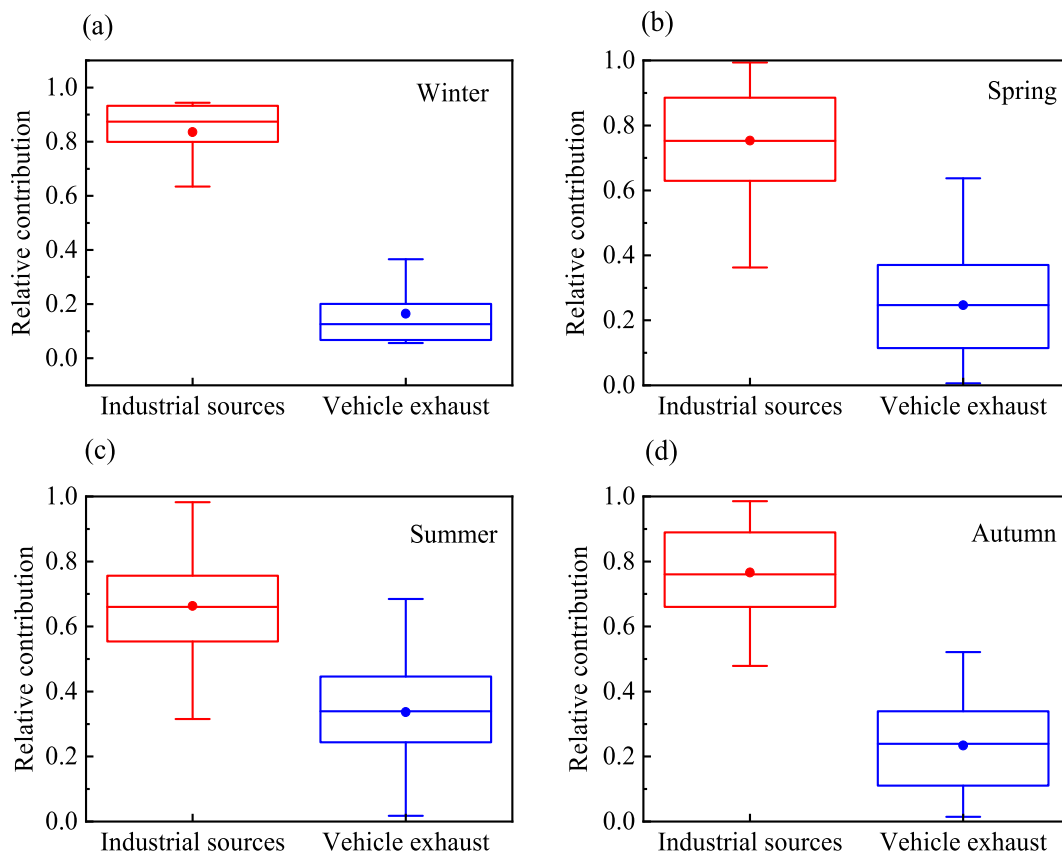 (a)
Winter
Relative contribution
1.0
0.8
0.6
0.4
0.2
0.0
Industrial sources
Vehicle exhaust
(b)
Spring
Relative contribution
1.0
0.8
0.6
0.4
0.2
0.0
Industrial sources
Vehicle exhaust
(c)
Summer
Relative contribution
1.0
0.8
0.6
0.4
0.2
0.0
Industrial sources
Vehicle exhaust
(d)
Autumn
Relative contribution
1.0
0.8
0.6
0.4
0.2
0.0
Industrial sources
Vehicle exhaust